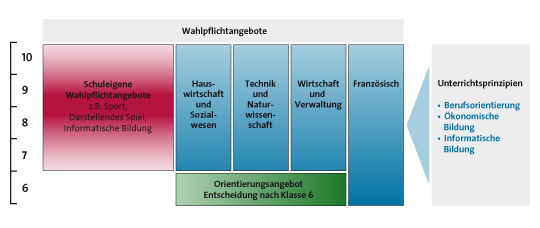 Wahlpflichtangebote
10
9
8
7
6
Schuleigene
Wahlpflichtangebote
z.B. Sport,
Darstellendes Spiel,
Informatische Bildung
Haus-
wirtschaft
und
Sozial-
wesen
Technik
und
Natur-
wissen-
schaft
Wirtschaft
und
Verwaltung
Französisch
Orientierungsangebot
Entscheidung nach Klasse 6
Unterrichtsprinzipien
• Berufsorientierung
• Ökonomische
Bildung
• Informatische
Bildung